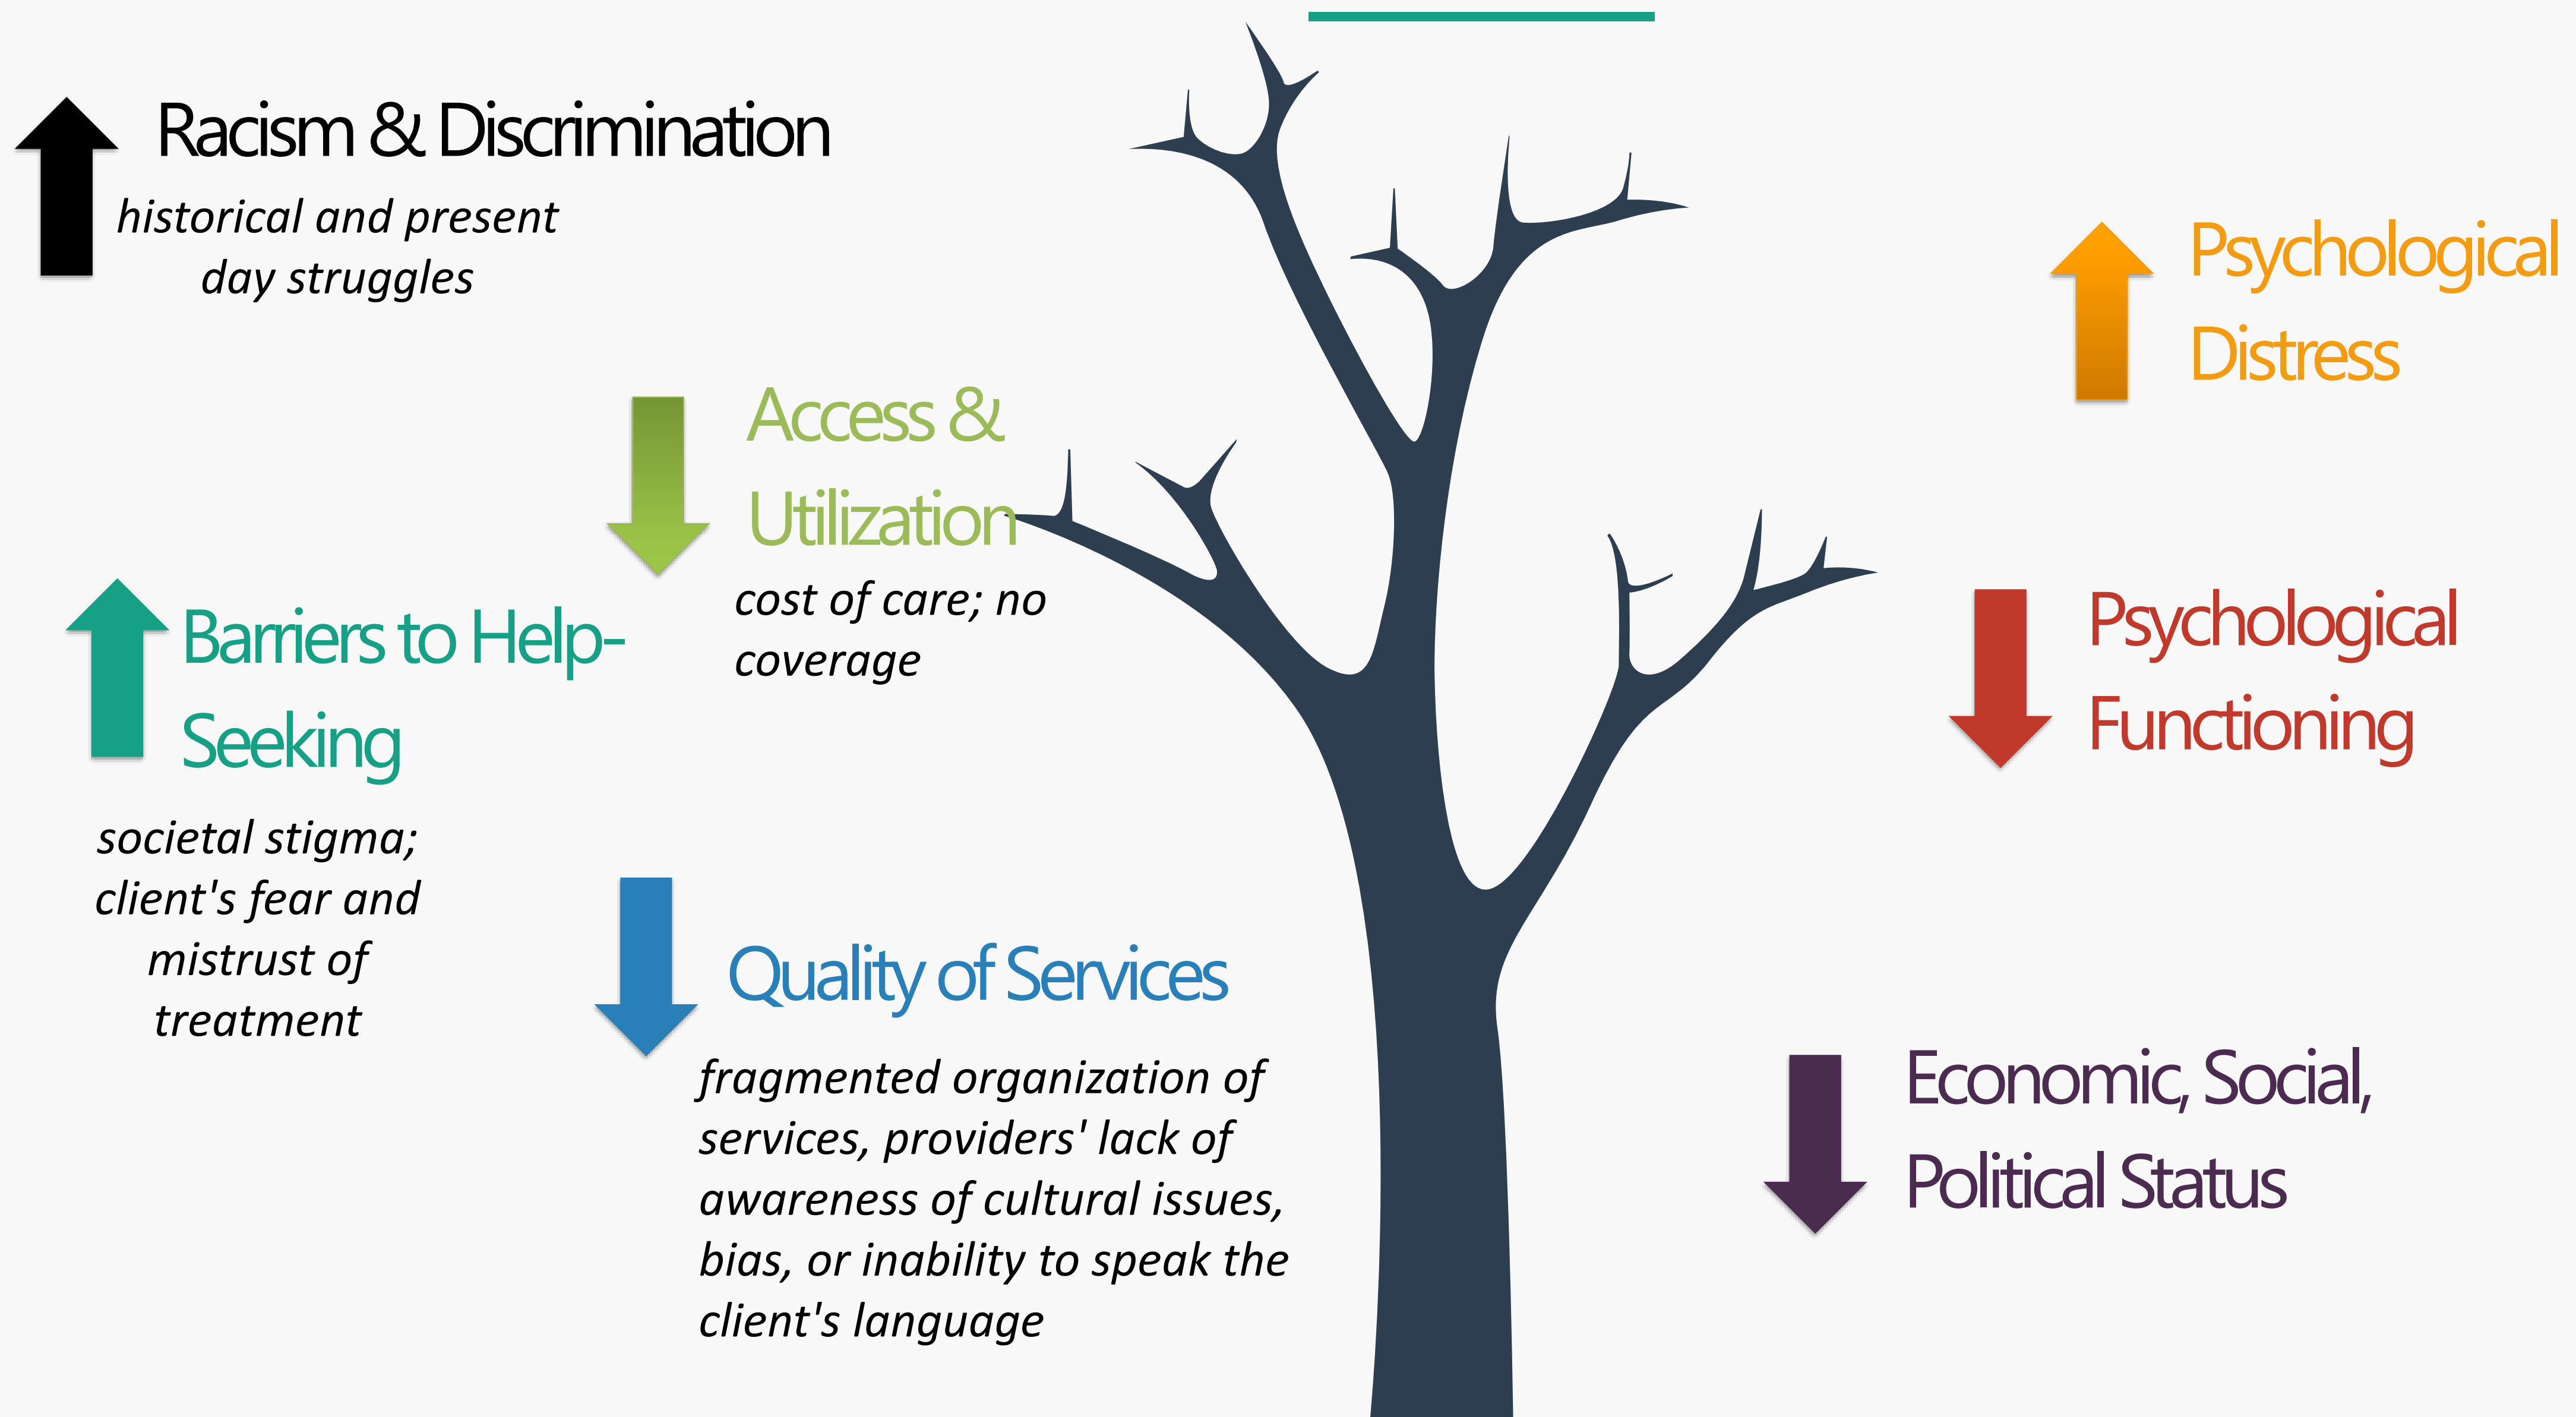 Racism & Discrimination
historical and present
day struggles
Access &
Utilization
cost of care; no
coverage
Barriers to Help-
Seeking
societal stigma;
client's fear and
mistrust of
treatment
Quality of Services
fragmented organization of
services, providers' lack of
awareness of cultural issues,
bias, or inability to speak the
client's language
Psychological
Distress
Psychological
Functioning
Economic, Social,
Political Status